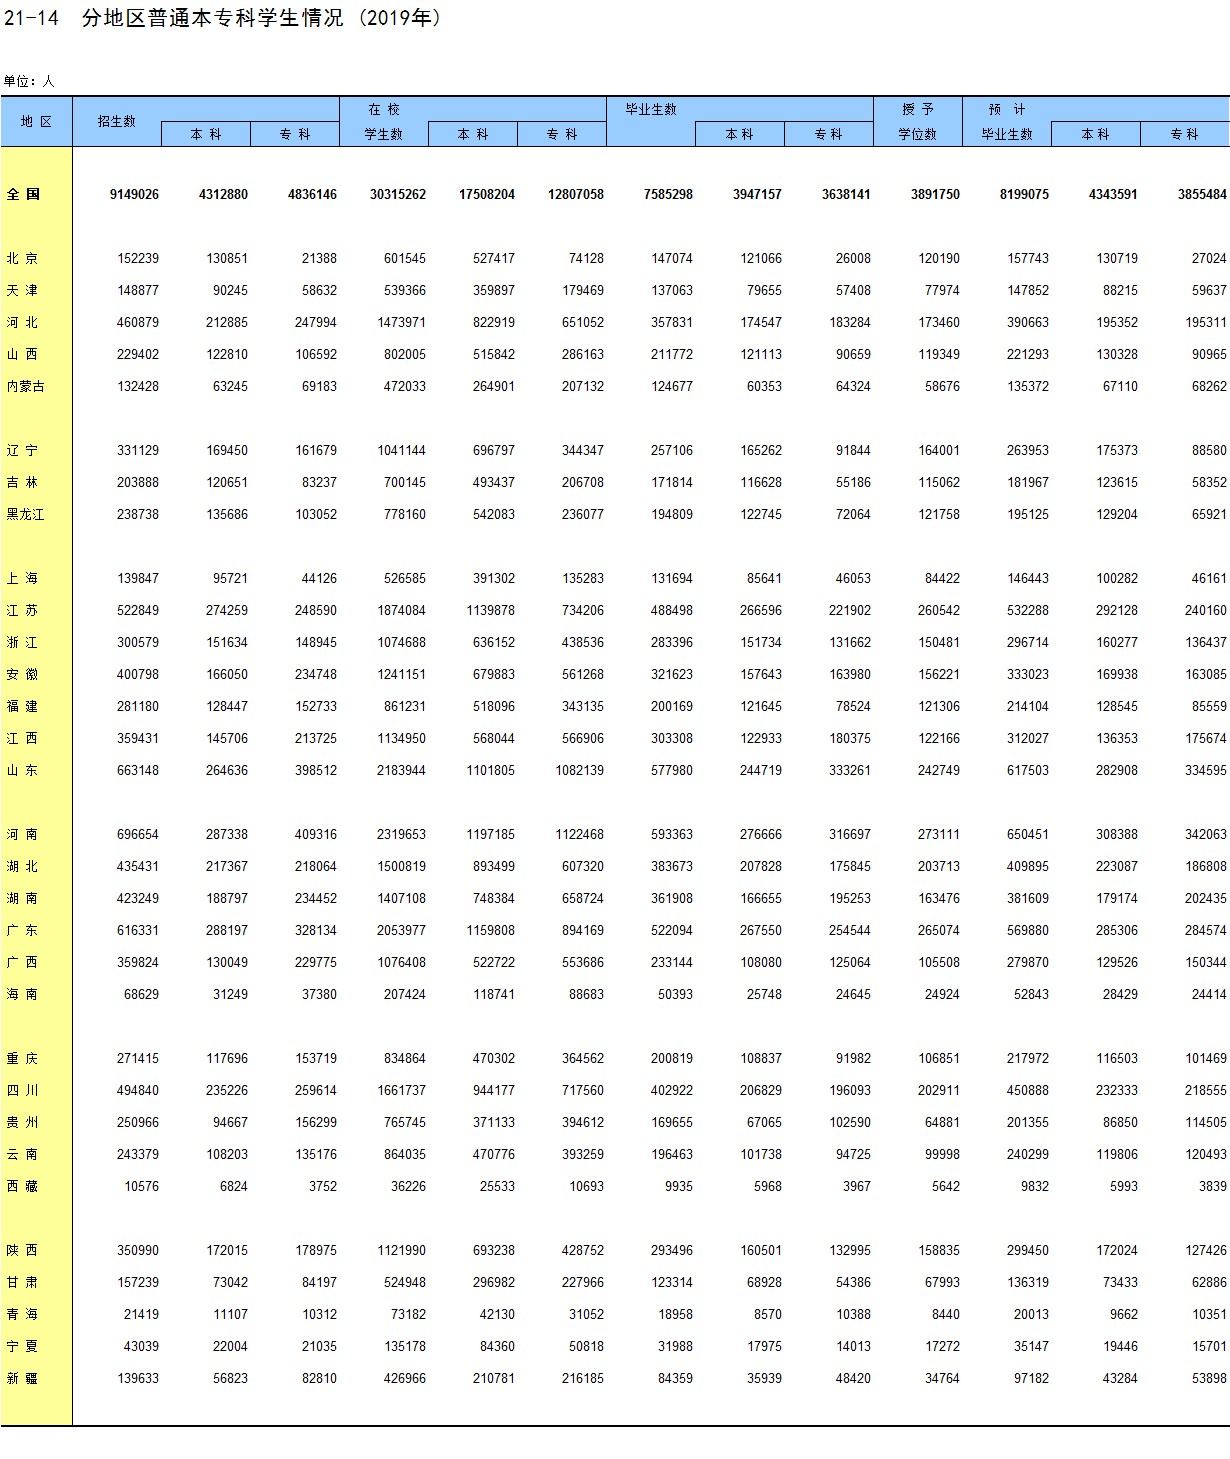 21-14 分地区普通本专科学生情况 (2019年)
单位：人
地 区 招生数 本 科 专 科 在 校 学生数 本 科 专 科 毕业生数 本 科 专 科 授 予 学位数 预 计 毕业生数 本 科 专 科
全 国 9149026 4312880 4836146 30315262 17508204 12807058 7585298 3947157 3638141 3891750 8199075 4343591 3855484
北 京 152239 130851 21388 601545 527417 74128 147074 121066 26008 120190 157743 130719 27024
天 津 148877 90245 58632 539366 359897 179469 137063 79655 57408 77974 147852 88215 59637
河 北 460879 212885 247994 1473971 822919 651052 357831 174547 183284 173460 390663 195352 195311
山 西 229402 122810 106592 802005 515842 286163 211772 121113 90659 119349 221293 130328 90965
内蒙古 132428 63245 69183 472033 264901 207132 124677 60353 64324 58676 135372 67110 68262
辽 宁 331129 169450 161679 1041144 696797 344347 257106 165262 91844 164001 263953 175373 88580
吉 林 203888 120651 83237 700145 493437 206708 171814 116628 55186 115062 181967 123615 58352
黑龙江 238738 135686 103052 778160 542083 236077 194809 122745 72064 121758 195125 129204 65921
上 海 139847 95721 44126 526585 391302 135283 131694 85641 46053 84422 146443 100282 46161
江 苏 522849 274259 248590 1874084 1139878 734206 488498 266596 221902 260542 532288 292128 240160
浙 江 300579 151634 148945 1074688 636152 438536 283396 151734 131662 150481 296714 160277 136437
安 徽 400798 166050 234748 1241151 679883 561268 321623 157643 163980 156221 333023 169938 163085
福 建 281180 128447 152733 861231 518096 343135 200169 121645 78524 121306 214104 128545 85559
江 西 359431 145706 213725 1134950 568044 566906 303308 122933 180375 122166 312027 136353 175674
山 东 663148 264636 398512 2183944 1101805 1082139 577980 244719 333261 242749 617503 282908 334595
河 南 696654 287338 409316 2319653 1197185 1122468 593363 276666 316697 273111 650451 308388 342063
湖 北 435431 217367 218064 1500819 893499 607320 383673 207828 175845 203713 409895 223087 186808
湖 南 423249 188797 234452 1407108 748384 658724 361908 166655 195253 163476 381609 179174 202435
广 东 616331 288197 328134 2053977 1159808 894169 522094 267550 254544 265074 569880 285306 284574
广 西 359824 130049 229775 1076408 522722 553686 233144 108080 125064 105508 279870 129526 150344
海 南 68629 31249 37380 207424 118741 88683 50393 25748 24645 24924 52843 28429 24414
重 庆 271415 117696 153719 834864 470302 364562 200819 108837 91982 106851 217972 116503 101469
四 川 494840 235226 259614 1661737 944177 717560 402922 206829 196093 202911 450888 232333 218555
贵 州 250966 94667 156299 765745 371133 394612 169655 67065 102590 64881 201355 86850 114505
云 南 243379 108203 135176 864035 470776 393259 196463 101738 94725 99998 240299 119806 120493
西 藏 10576 6824 3752 36226 25533 10693 9935 5968 3967 5642 9832 5993 3839
陕 西 350990 172015 178975 1121990 693238 428752 293496 160501 132995 158835 299450 172024 127426
甘 肃 157239 73042 84197 524948 296982 227966 123314 68928 54386 67993 136319 73433 62886
青 海 21419 11107 10312 73182 42130 31052 18958 8570 10388 8440 20013 9662 10351
宁 夏 43039 22004 21035 135178 84360 50818 31988 17975 14013 17272 35147 19446 15701
新 疆 139633 56823 82810 426966 210781 216185 84359 35939 48420 34764 97182 43284 53898